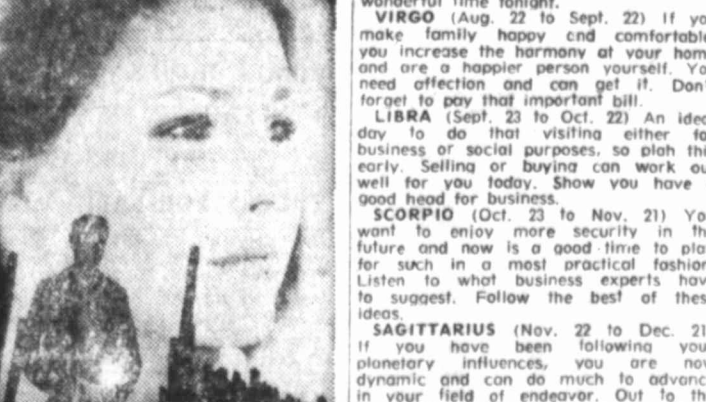 wonderful time tonight.
VIRGO (Aug. 22 to Sept. 22) If yo
make family happy cnd comfortable
you increase the harmony at your hom
and are a happier person yourself. Yo
need affection and can get it. Don'
forget to pay that important bill.
LIBRA (Sept. 23 to Oct. 22) An idea
day to do that visiting either fo
business or social purposes, so plah thi
early. Selling or buying can work ou
well for you today. Show you have
good head for business.
SCORPIO (Oct. 23 to Nov. 21) Yo
want to enjoy more security in th
future and now is a good time to pla
for such in a most practical fashion
Listen to what business experts hav
to suggest. Follow the best of thes
ideas.
SAGITTARIUS (Nov. 22 to Dec. 21
If you have been following you
planetary influences, you are nov
dynamic and can do much to advanc
in your field of endeavor. Out to th